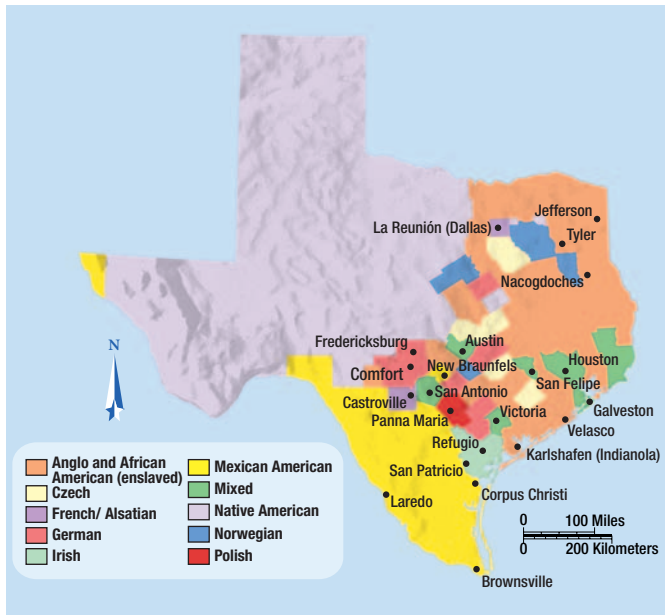 Jefferson
La Reunión (Dallas)
Tyler
Nacogdoches
Fredericksburg
Austin
Comfort
New Braunfels
Houston
San Felipe
Castroville
San Antonio
Panna Maria
Victoria
Galveston
Velasco
Refugio
Karlshafen (Indianola)
San Patricio
Laredo
Corpus Christi
Brownsville
N
Anglo and African
American (enslaved)
Czech
French/ Alsatian
German
Irish
Mexican American
Mixed
Native American
Norwegian
Polish
0 100 Miles
0 200 Kilometers